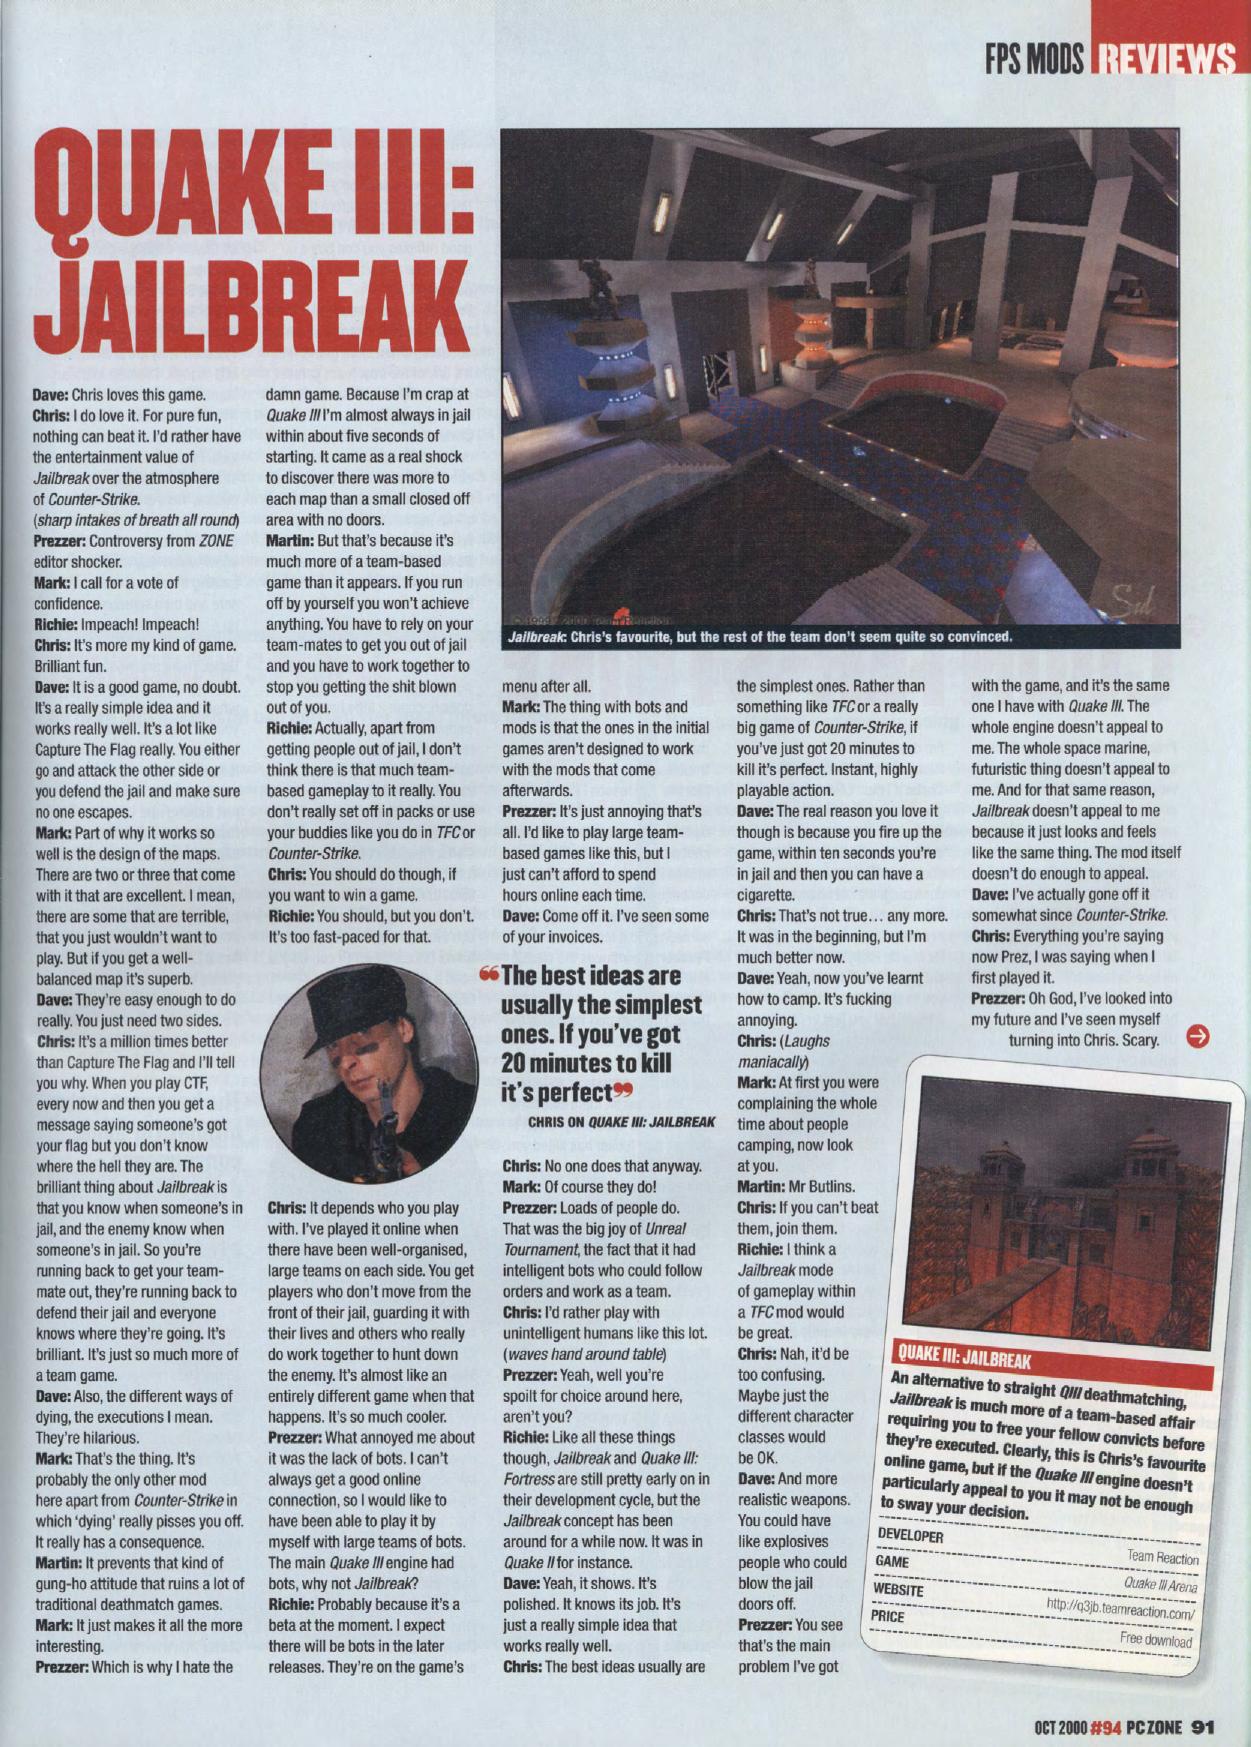 FPS MODS REVIEWS
QUAKE III:
JAILBREAK
Dave: Chris loves this game.
Chris: I do love it. For pure fun,
nothing can beat it. I'd rather have
the entertainment value of
Jailbreak over the atmosphere
of Counter-Strike.
(sharp intakes of breath all round)
Prezzer: Controversy from ZONE
editor shocker.
Mark: I call for a vote of
confidence.
Richie: Impeach! Impeach!
Chris: It's more my kind of game.
Brilliant fun.
Dave: It is a good game, no doubt.
It's a really simple idea and it
works really well. It's a lot like
Capture The Flag really. You either
go and attack the other side or
you defend the jail and make sure
no one escapes.
Mark: Part of why it works so
well is the design of the maps.
There are two or three that come
with it that are excellent. I mean,
there are some that are terrible,
that you just wouldn't want to
play. But if you get a well-
balanced map it's superb.
Dave: They're easy enough to do
really. You just need two sides.
Chris: It's a million times better
than Capture The Flag and I'll tell
you why. When you play CTF,
every now and then you get a
message saying someone's got
your flag but you don't know
where the hell they are. The
brilliant thing about Jailbreak is
that you know when someone's in
jail, and the enemy know when
someone's in jail. So you're
running back to get your team-
mate out, they're running back to
defend their jail and everyone
knows where they're going. It's
brilliant. It's just so much more of
a team game.
Dave: Also, the different ways of
dying, the executions I mean.
They're hilarious.
Mark: That's the thing. It's
probably the only other mod
here apart from Counter-Strike in
which 'dying' really pisses you off.
It really has a consequence.
Martin: It prevents that kind of
gung-ho attitude that ruins a lot of
traditional deathmatch games.
Mark: It just makes it all the more
interesting.
Prezzer: Which is why I hate the
damn game. Because I'm crap at
Quake III I'm almost always in jail
within about five seconds of
starting. It came as a real shock
to discover there was more to
each map than a small closed off
area with no doors.
Martin: But that's because it's
much more of a team-based
game than it appears. If you run
off by yourself you won't achieve
anything. You have to rely on your
team-mates to get you out of jail
and you have to work together to
stop you getting the shit blown
out of you.
Richie: Actually, apart from
getting people out of jail, I don't
think there is that much team-
based gameplay to it really. You
don't really set off in packs or use
your buddies like you do in TFC or
Counter-Strike.
Chris: You should do though, if
you want to win a game.
Richie: You should, but you don't.
It's too fast-paced for that.
Chris: It depends who you play
with. I've played it online when
there have been well-organised,
large teams on each side. You get
players who don't move from the
front of their jail, guarding it with
their lives and others who really
do work together to hunt down
the enemy. It's almost like an
entirely different game when that
happens. It's so much cooler.
Prezzer: What annoyed me about
it was the lack of bots. I can't
always get a good online
connection, so I would like to
have been able to play it by
myself with large teams of bots.
The main Quake III engine had
bots, why not Jailbreak?
Richie: Probably because it's a
beta at the moment. I expect
there will be bots in the later
releases. They're on the game's
© 1999 - 2000 Team Reaction
Sid
Jailbreak: Chris's favourite, but the rest of the team don't seem quite so convinced.
menu after all.
Mark: The thing with bots and
mods is that the ones in the initial
games aren't designed to work
with the mods that come
afterwards.
Prezzer: It's just annoying that's
all. I'd like to play large team-
based games like this, but I
just can't afford to spend
hours online each time.
Dave: Come off it. I've seen some
of your invoices.
“The best ideas are
usually the simplest
ones. If you've got
20 minutes to kill
it's perfect”
CHRIS ON QUAKE III: JAILBREAK
Chris: No one does that anyway.
Mark: Of course they do!
Prezzer: Loads of people do.
That was the big joy of Unreal
Tournament, the fact that it had
intelligent bots who could follow
orders and work as a team.
Chris: I'd rather play with
unintelligent humans like this lot.
(waves hand around table)
Prezzer: Yeah, well you're
spoilt for choice around here,
aren't you?
Richie: Like all these things
though, Jailbreak and Quake III:
Fortress are still pretty early on in
their development cycle, but the
Jailbreak concept has been
around for a while now. It was in
Quake II for instance.
Dave: Yeah, it shows. It's
polished. It knows its job. It's
just a really simple idea that
works really well.
Chris: The best ideas usually are
the simplest ones. Rather than
something like TFC or a really
big game of Counter-Strike, if
you've just got 20 minutes to
kill it's perfect. Instant, highly
playable action.
Dave: The real reason you love it
though is because you fire up the
game, within ten seconds you're
in jail and then you can have a
cigarette.
Chris: That's not true... any more.
It was in the beginning, but I'm
much better now.
Dave: Yeah, now you've learnt
how to camp. It's fucking
annoying.
Chris: (Laughs
maniacally)
Mark: At first you were
complaining the whole
time about people
camping, now look
at you.
Martin: Mr Butlins.
Chris: If you can't beat
them, join them.
Richie: I think a
Jailbreak mode
of gameplay within
a TFC mod would
be great.
Chris: Nah, it'd be
too confusing.
Maybe just the
different character
classes would
be OK.
Dave: And more
realistic weapons.
You could have
like explosives
people who could
blow the jail
doors off.
Prezzer: You see
that's the main
problem I've got
with the game, and it's the same
one I have with Quake III. The
whole engine doesn't appeal to
me. The whole space marine,
futuristic thing doesn't appeal to
me. And for that same reason,
Jailbreak doesn't appeal to me
because it just looks and feels
like the same thing. The mod itself
doesn't do enough to appeal.
Dave: I've actually gone off it
somewhat since Counter-Strike.
Chris: Everything you're saying
now Prez, I was saying when I
first played it.
Prezzer: Oh God, I've looked into
my future and I've seen myself
turning into Chris. Scary.
QUAKE III: JAILBREAK
An alternative to straight QIII deathmatching,
Jailbreak is much more of a team-based affair
requiring you to free your fellow convicts before
they're executed. Clearly, this is Chris's favourite
online game, but if the Quake III engine doesn't
particularly appeal to you it may not be enough
to sway your decision.
DEVELOPER Team Reaction
GAME Quake III Arena
WEBSITE http://q3jb.teamreaction.com/
PRICE Free download
OCT 2000 #94 PC ZONE 91